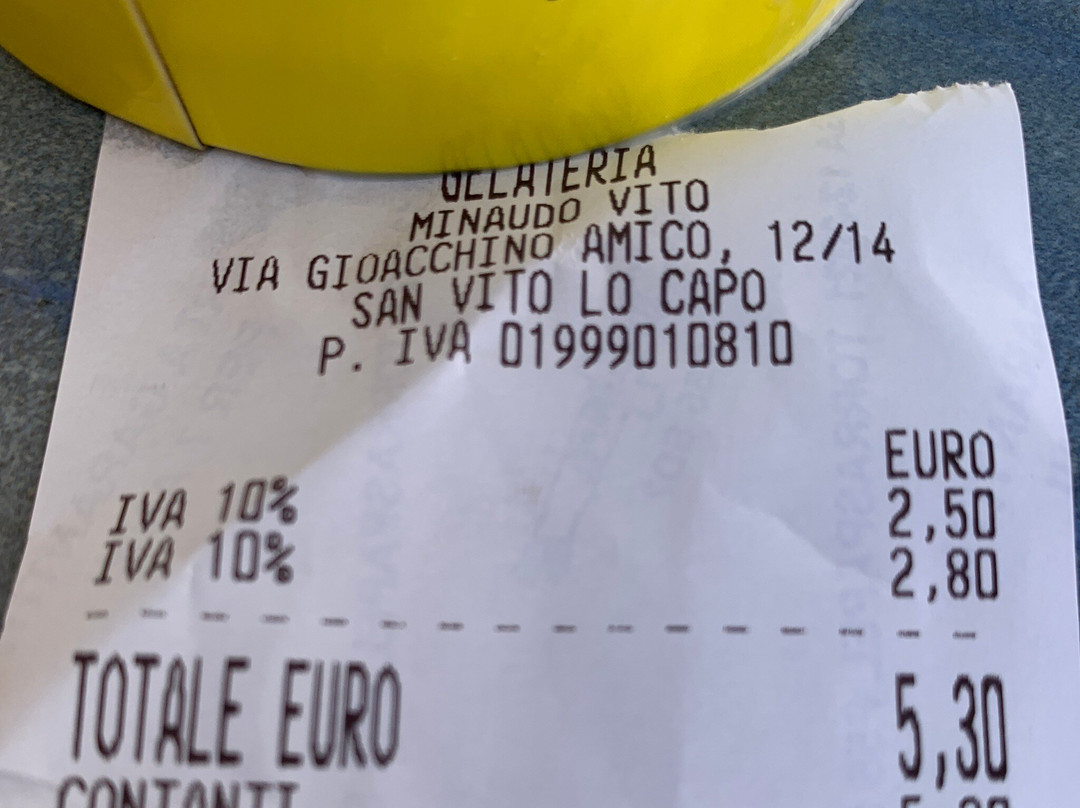 GELATERIA
MINAUDO VITO
VIA GIOACCHINO AMICO, 12/14
SAN VITO LO CAPO
P. IVA 01999010810
EURO
IVA 10% 2,50
IVA 10% 2,80
TOTALE EURO 5,30
CONTANTI